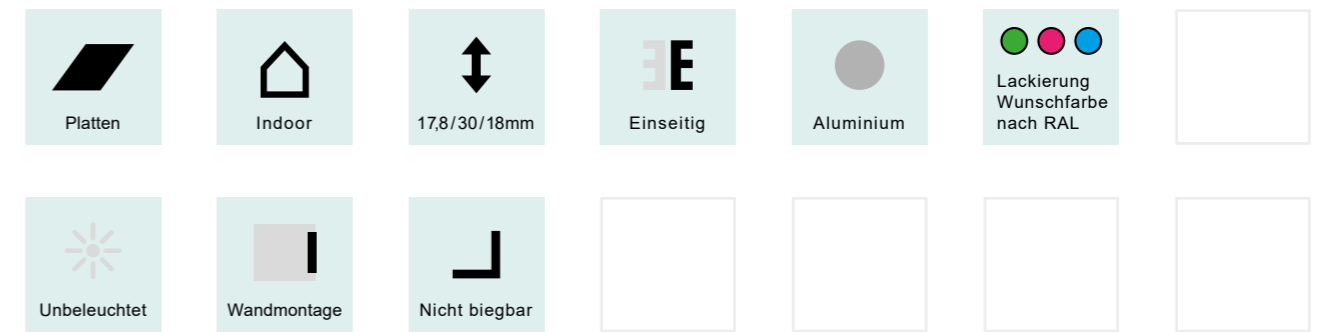 Platten
Indoor
17,8/30/18mm
Einseitig
Aluminium
Lackierung
Wunschfarbe
nach RAL
Unbeleuchtet
Wandmontage
Nicht biegbar